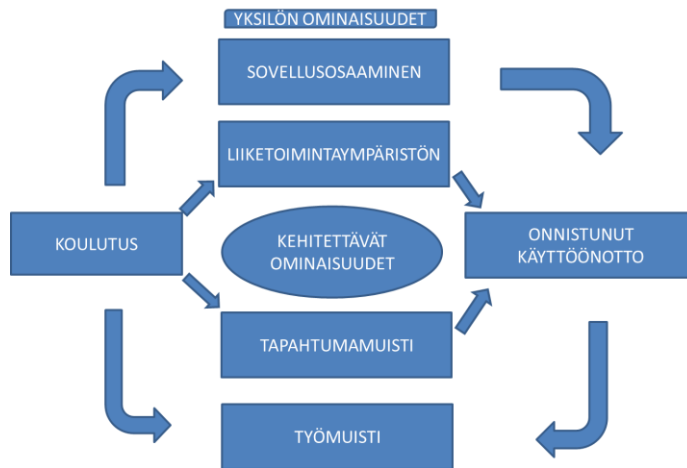 YKSILÖN OMINAISUUDET
SOVELLUSOSAAMINEN
LIIKETOIMINTAYMPÄRISTÖN
KOULUTUS
KEHITETTÄVÄT
OMINAISUUDET
ONNISTUNUT
KÄYTTÖÖNOTTO
TAPAHTUMAMUISTI
TYÖMUISTI